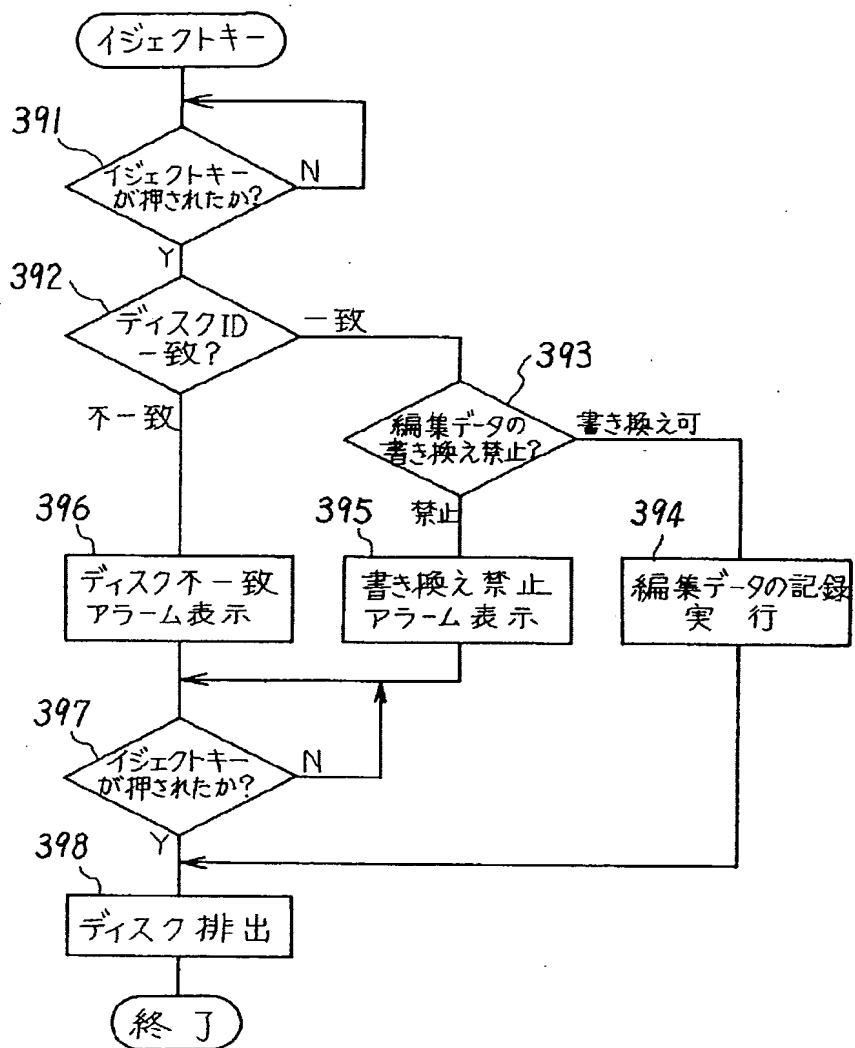 イジェクトキー
391
イジェクトキー
が押されたか?
N
Y
392
ディスクID
一致?
一致
不一致
393
編集データの
書き換え禁止?
書き換え可
禁止
396
ディスク不一致
アラーム表示
395
書き換え禁止
アラーム表示
394
編集データの記録
実行
397
イジェクトキー
が押されたか?
N
Y
398
ディスク排出
終了